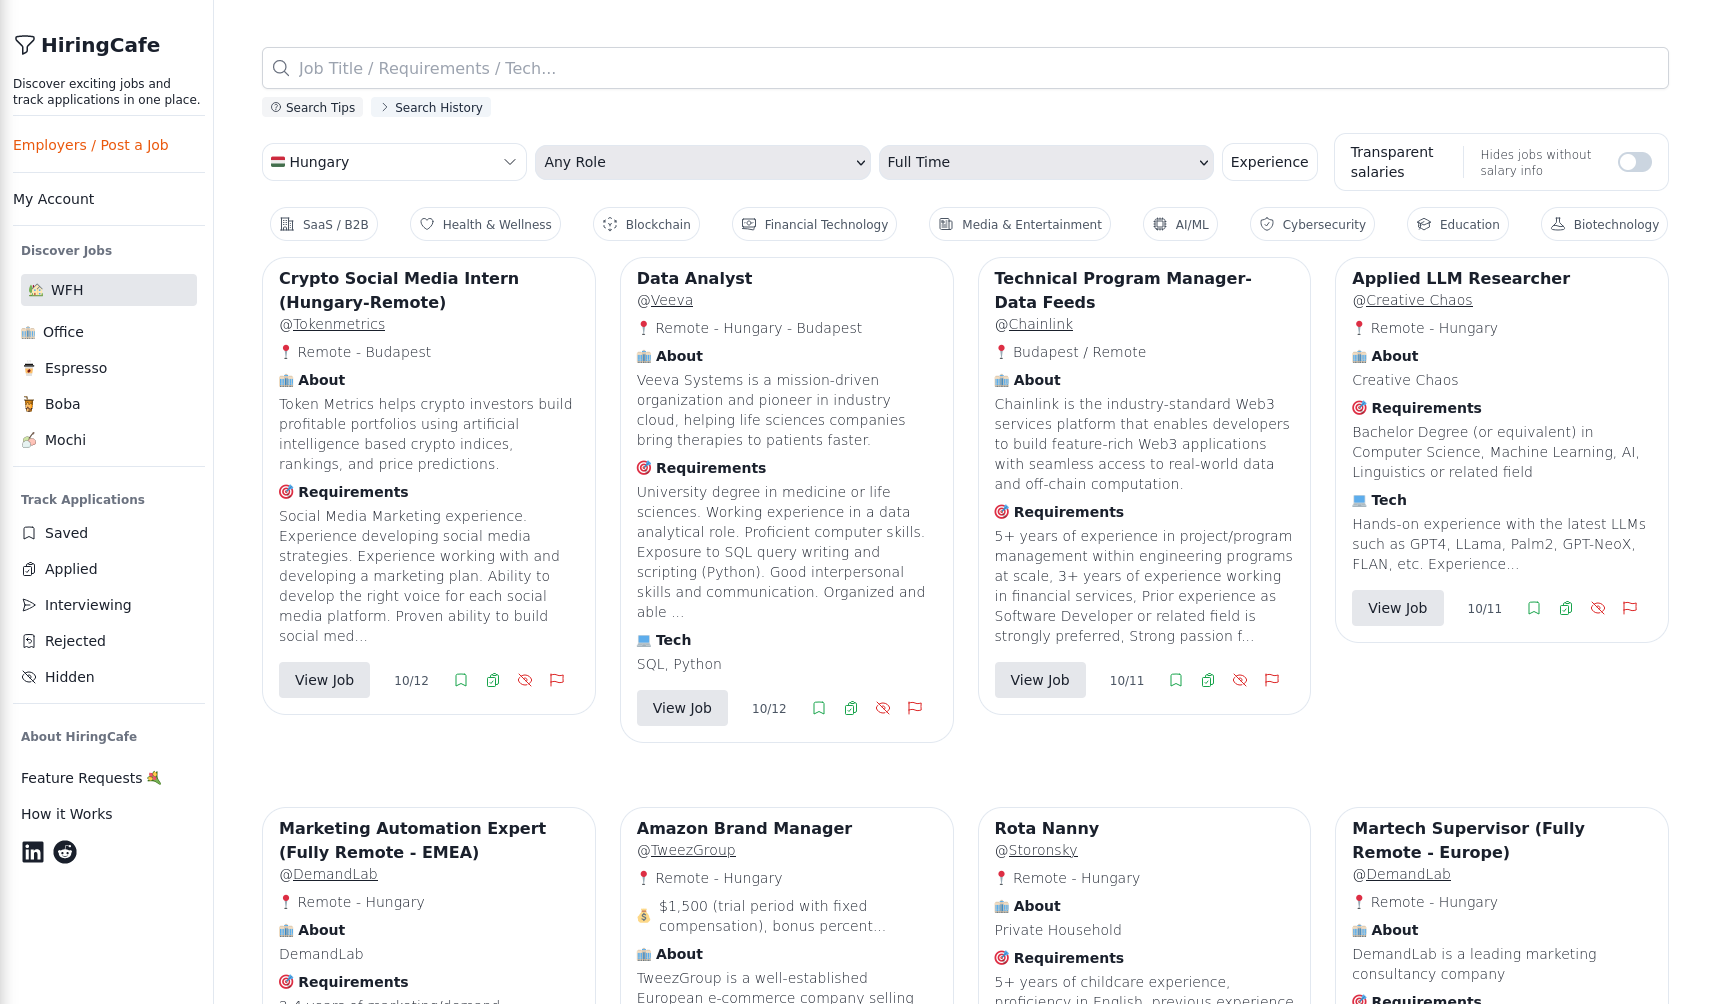 HiringCafe
Discover exciting jobs and
track applications in one place.
Employers / Post a Job
My Account
Discover Jobs
WFH
Office
Espresso
Boba
Mochi
Track Applications
Saved
Applied
Interviewing
Rejected
Hidden
About HiringCafe
Feature Requests
How it Works
Job Title / Requirements / Tech...
Search Tips
Search History
Hungary
Any Role
Full Time
Experience
Transparent
salaries
Hides jobs without
salary info
SaaS / B2B
Health & Wellness
Blockchain
Financial Technology
Media & Entertainment
AI/ML
Cybersecurity
Education
Biotechnology
Crypto Social Media Intern
(Hungary-Remote)
@Tokenmetrics
Remote - Budapest
About
Token Metrics helps crypto investors build
profitable portfolios using artificial
intelligence based crypto indices,
rankings, and price predictions.
Requirements
Social Media Marketing experience.
Experience developing social media
strategies. Experience working with and
developing a marketing plan. Ability to
develop the right voice for each social
media platform. Proven ability to build
social med...
View Job
10/12
Data Analyst
@Veeva
Remote - Hungary - Budapest
About
Veeva Systems is a mission-driven
organization and pioneer in industry
cloud, helping life sciences companies
bring therapies to patients faster.
Requirements
University degree in medicine or life
sciences. Working experience in a data
analytical role. Proficient computer skills.
Exposure to SQL query writing and
scripting (Python). Good interpersonal
skills and communication. Organized and
able ...
Tech
SQL, Python
View Job
10/12
Technical Program Manager-
Data Feeds
@Chainlink
Budapest / Remote
About
Chainlink is the industry-standard Web3
services platform that enables developers
to build feature-rich Web3 applications
with seamless access to real-world data
and off-chain computation.
Requirements
5+ years of experience in project/program
management within engineering programs
at scale, 3+ years of experience working
in financial services, Prior experience as
Software Developer or related field is
strongly preferred, Strong passion f...
View Job
10/11
Applied LLM Researcher
@Creative Chaos
Remote - Hungary
About
Creative Chaos
Requirements
Bachelor Degree (or equivalent) in
Computer Science, Machine Learning, AI,
Linguistics or related field
Tech
Hands-on experience with the latest LLMs
such as GPT4, LLama, Palm2, GPT-NeoX,
FLAN, etc. Experience...
View Job
10/11
Marketing Automation Expert
(Fully Remote - EMEA)
@DemandLab
Remote - Hungary
About
DemandLab
Requirements
3-4 years of marketing/demand
Amazon Brand Manager
@TweezGroup
Remote - Hungary
$1,500 (trial period with fixed
compensation), bonus percent...
About
TweezGroup is a well-established
European e-commerce company selling
Rota Nanny
@Storonsky
Remote - Hungary
About
Private Household
Requirements
5+ years of childcare experience,
proficiency in English, previous experience
Martech Supervisor (Fully
Remote - Europe)
@DemandLab
Remote - Hungary
About
DemandLab is a leading marketing
consultancy company
Requirements